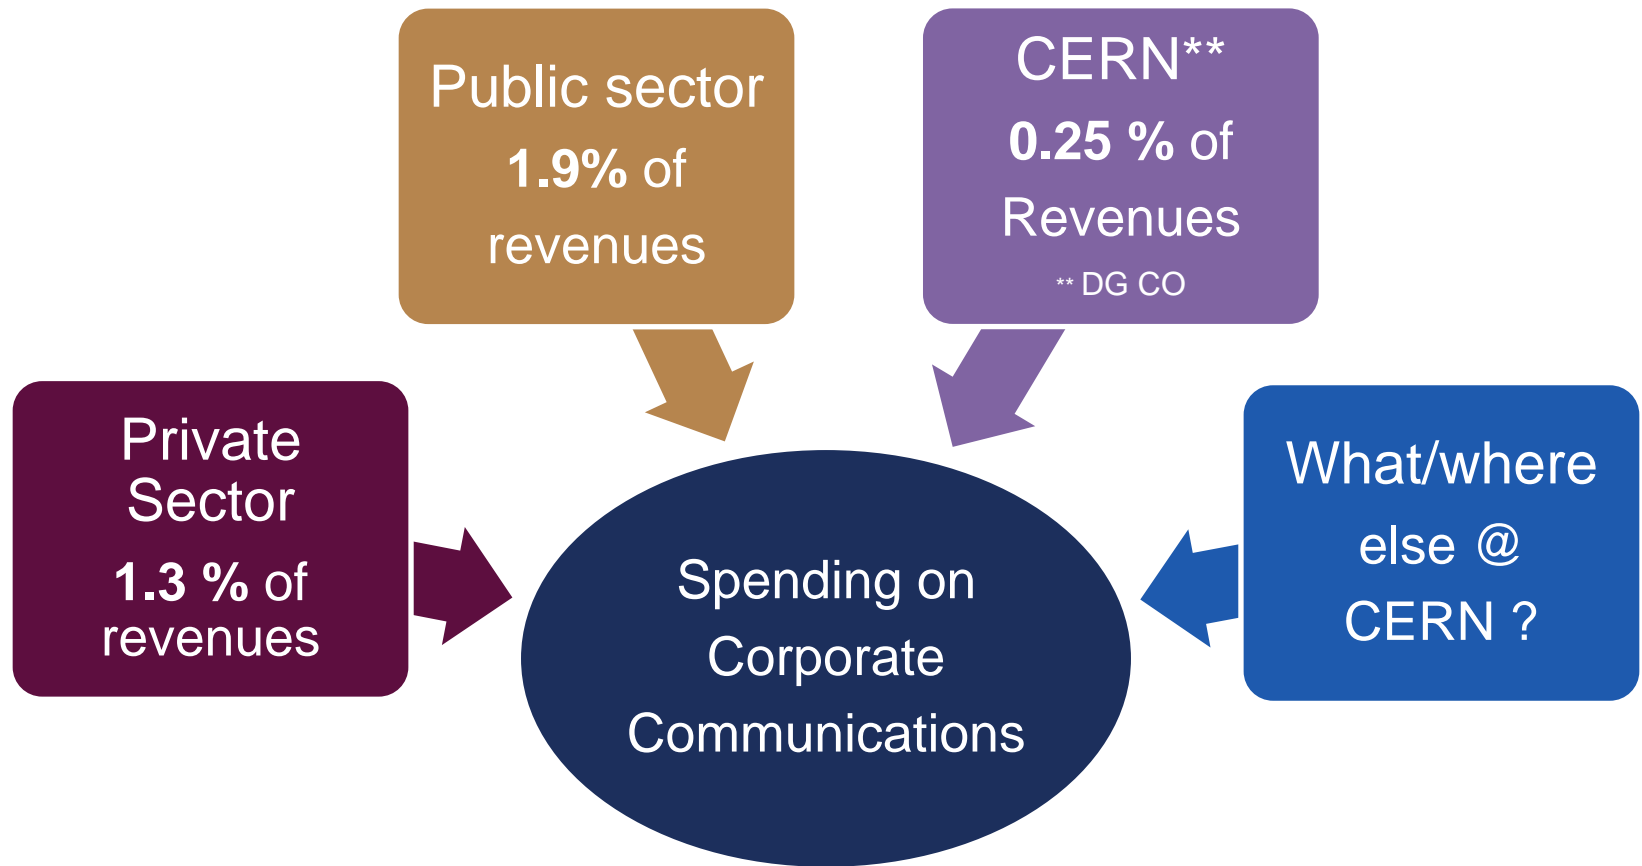 Public sector
1.9% of
revenues
CERN**
0.25 % of
Revenues
** DG CO
Private
Sector
1.3 % of
revenues
What/where
else @
CERN ?
Spending on
Corporate
Communications